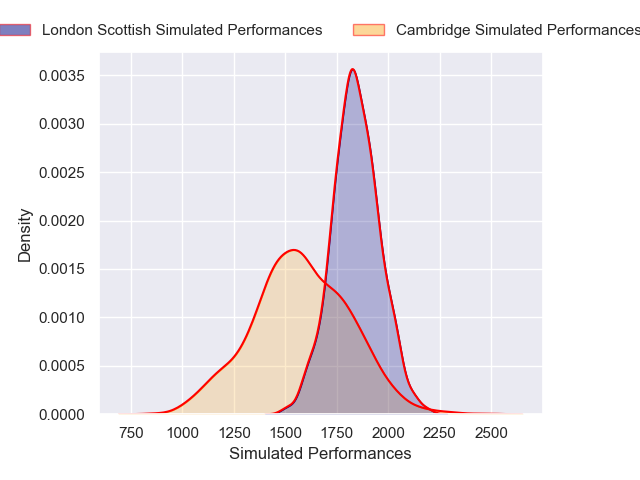 London Scottish Simulated Performances
Cambridge Simulated Performances
0.0035
0.0030
0.0025
0.0020
0.0015
0.0010
0.0005
0.0000
Density
750 1000 1250 1500 1750 2000 2250 2500
Simulated Performances